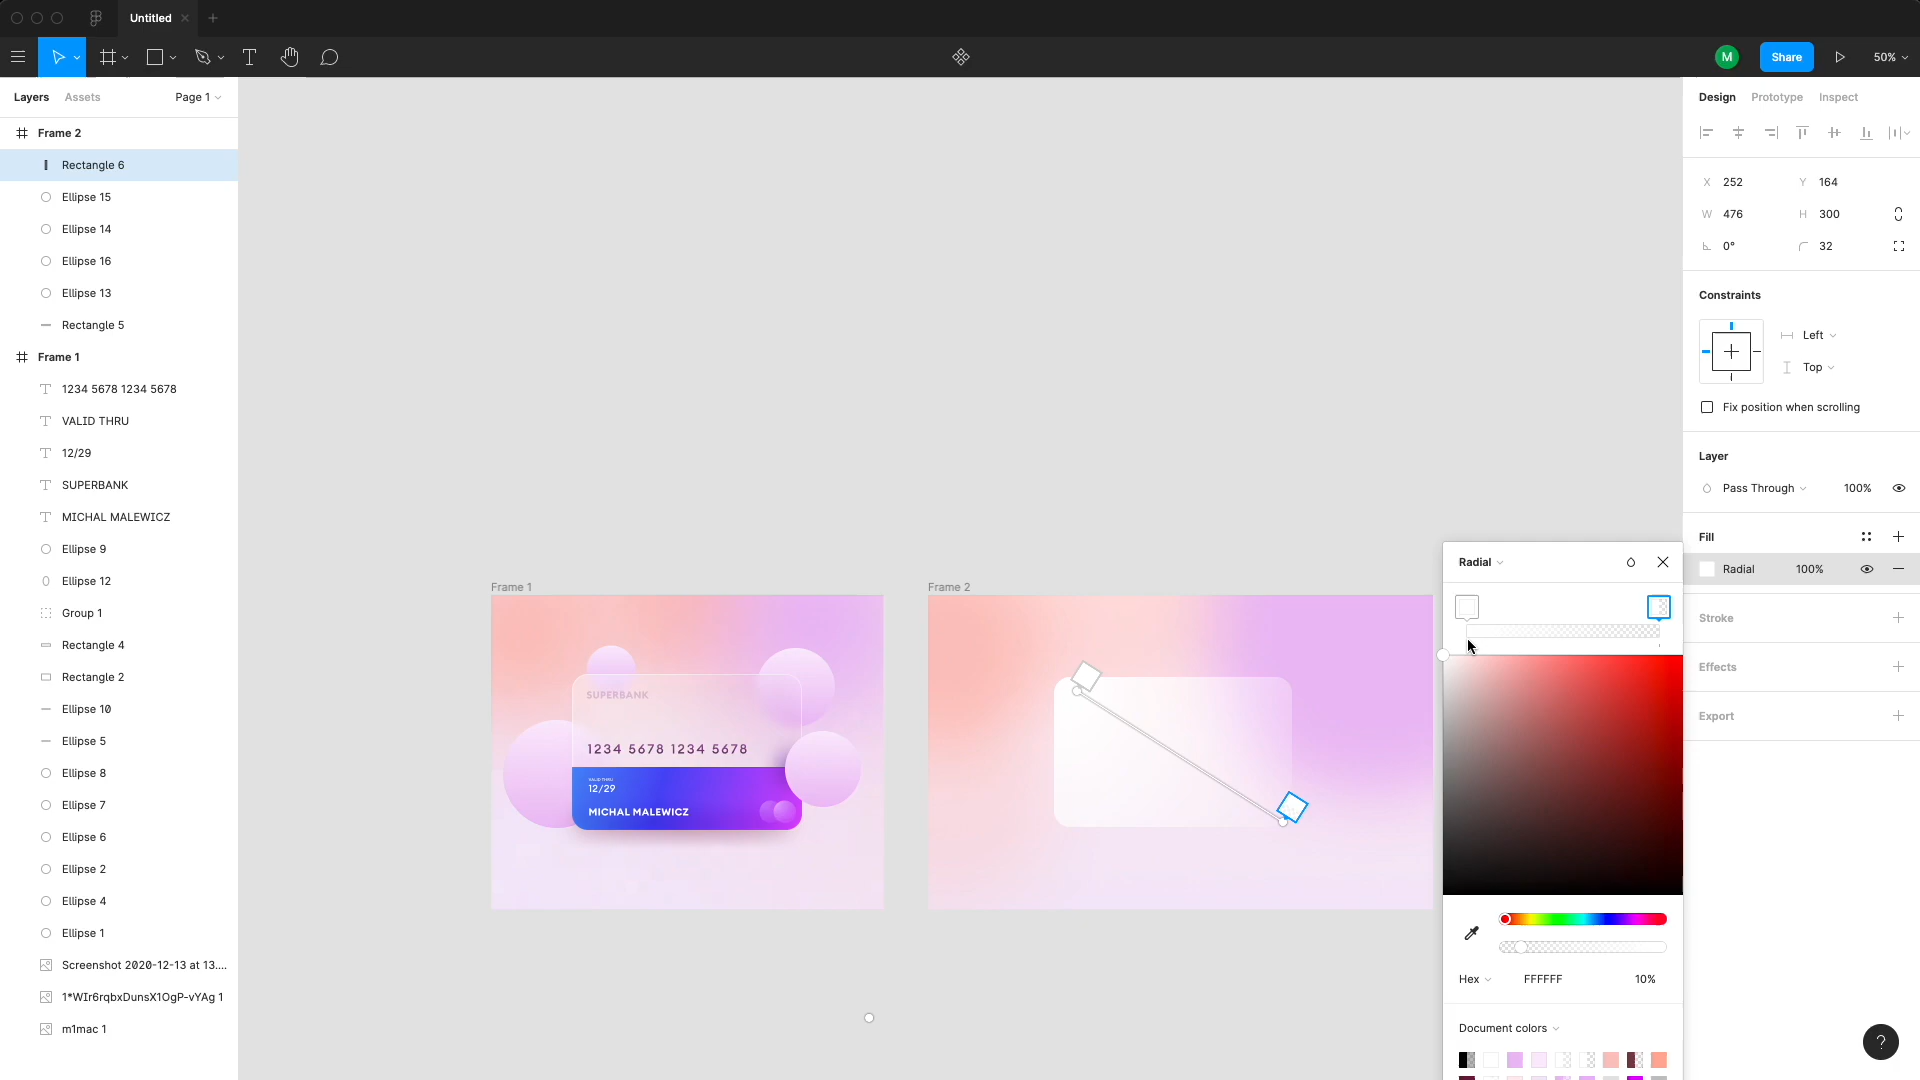 Untitled
M
Share
50%
Layers
Assets
Page 1
Frame 2
Rectangle 6
Ellipse 15
Ellipse 14
Ellipse 16
Ellipse 13
Rectangle 5
Frame 1
1234 5678 1234 5678
VALID THRU
12/29
SUPERBANK
MICHAL MALEWICZ
Ellipse 9
Ellipse 12
Group 1
Rectangle 4
Rectangle 2
Ellipse 10
Ellipse 5
Ellipse 8
Ellipse 7
Ellipse 6
Ellipse 2
Ellipse 4
Ellipse 1
Screenshot 2020-12-13 at 13....
1*WIr6rqbxDunsX1OgP-vYAg 1
m1mac 1
Frame 1
SUPERBANK
1234 5678 1234 5678
VALID THRU
12/29
MICHAL MALEWICZ
Frame 2
Radial
Hex
FFFFFF
10%
Document colors
Design
Prototype
Inspect
X 252
Y 164
W 476
H 300
0°
32
Constraints
Left
Top
Fix position when scrolling
Layer
Pass Through
100%
Fill
Radial
100%
Stroke
Effects
Export
?